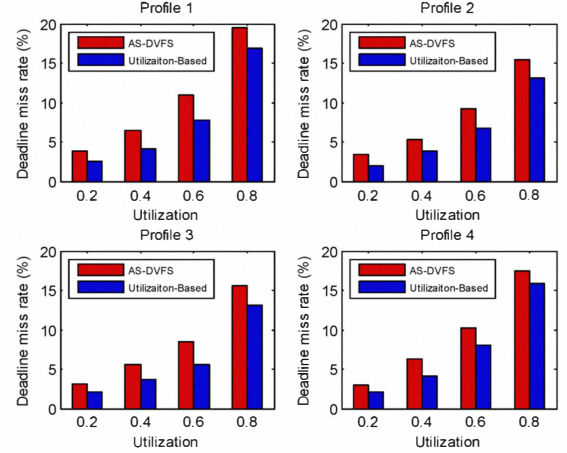 Profile 1
Deadline miss rate (%)
20
15
10
5
0
AS-DVFS
Utilizaiton-Based
0.2 0.4 0.6 0.8
Utilization
Profile 2
Deadline miss rate (%)
20
15
10
5
0
AS-DVFS
Utilizaiton-Based
0.2 0.4 0.6 0.8
Utilization
Profile 3
Deadline miss rate (%)
20
15
10
5
0
AS-DVFS
Utilizaiton-Based
0.2 0.4 0.6 0.8
Utilization
Profile 4
Deadline miss rate (%)
20
15
10
5
0
AS-DVFS
Utilizaiton-Based
0.2 0.4 0.6 0.8
Utilization